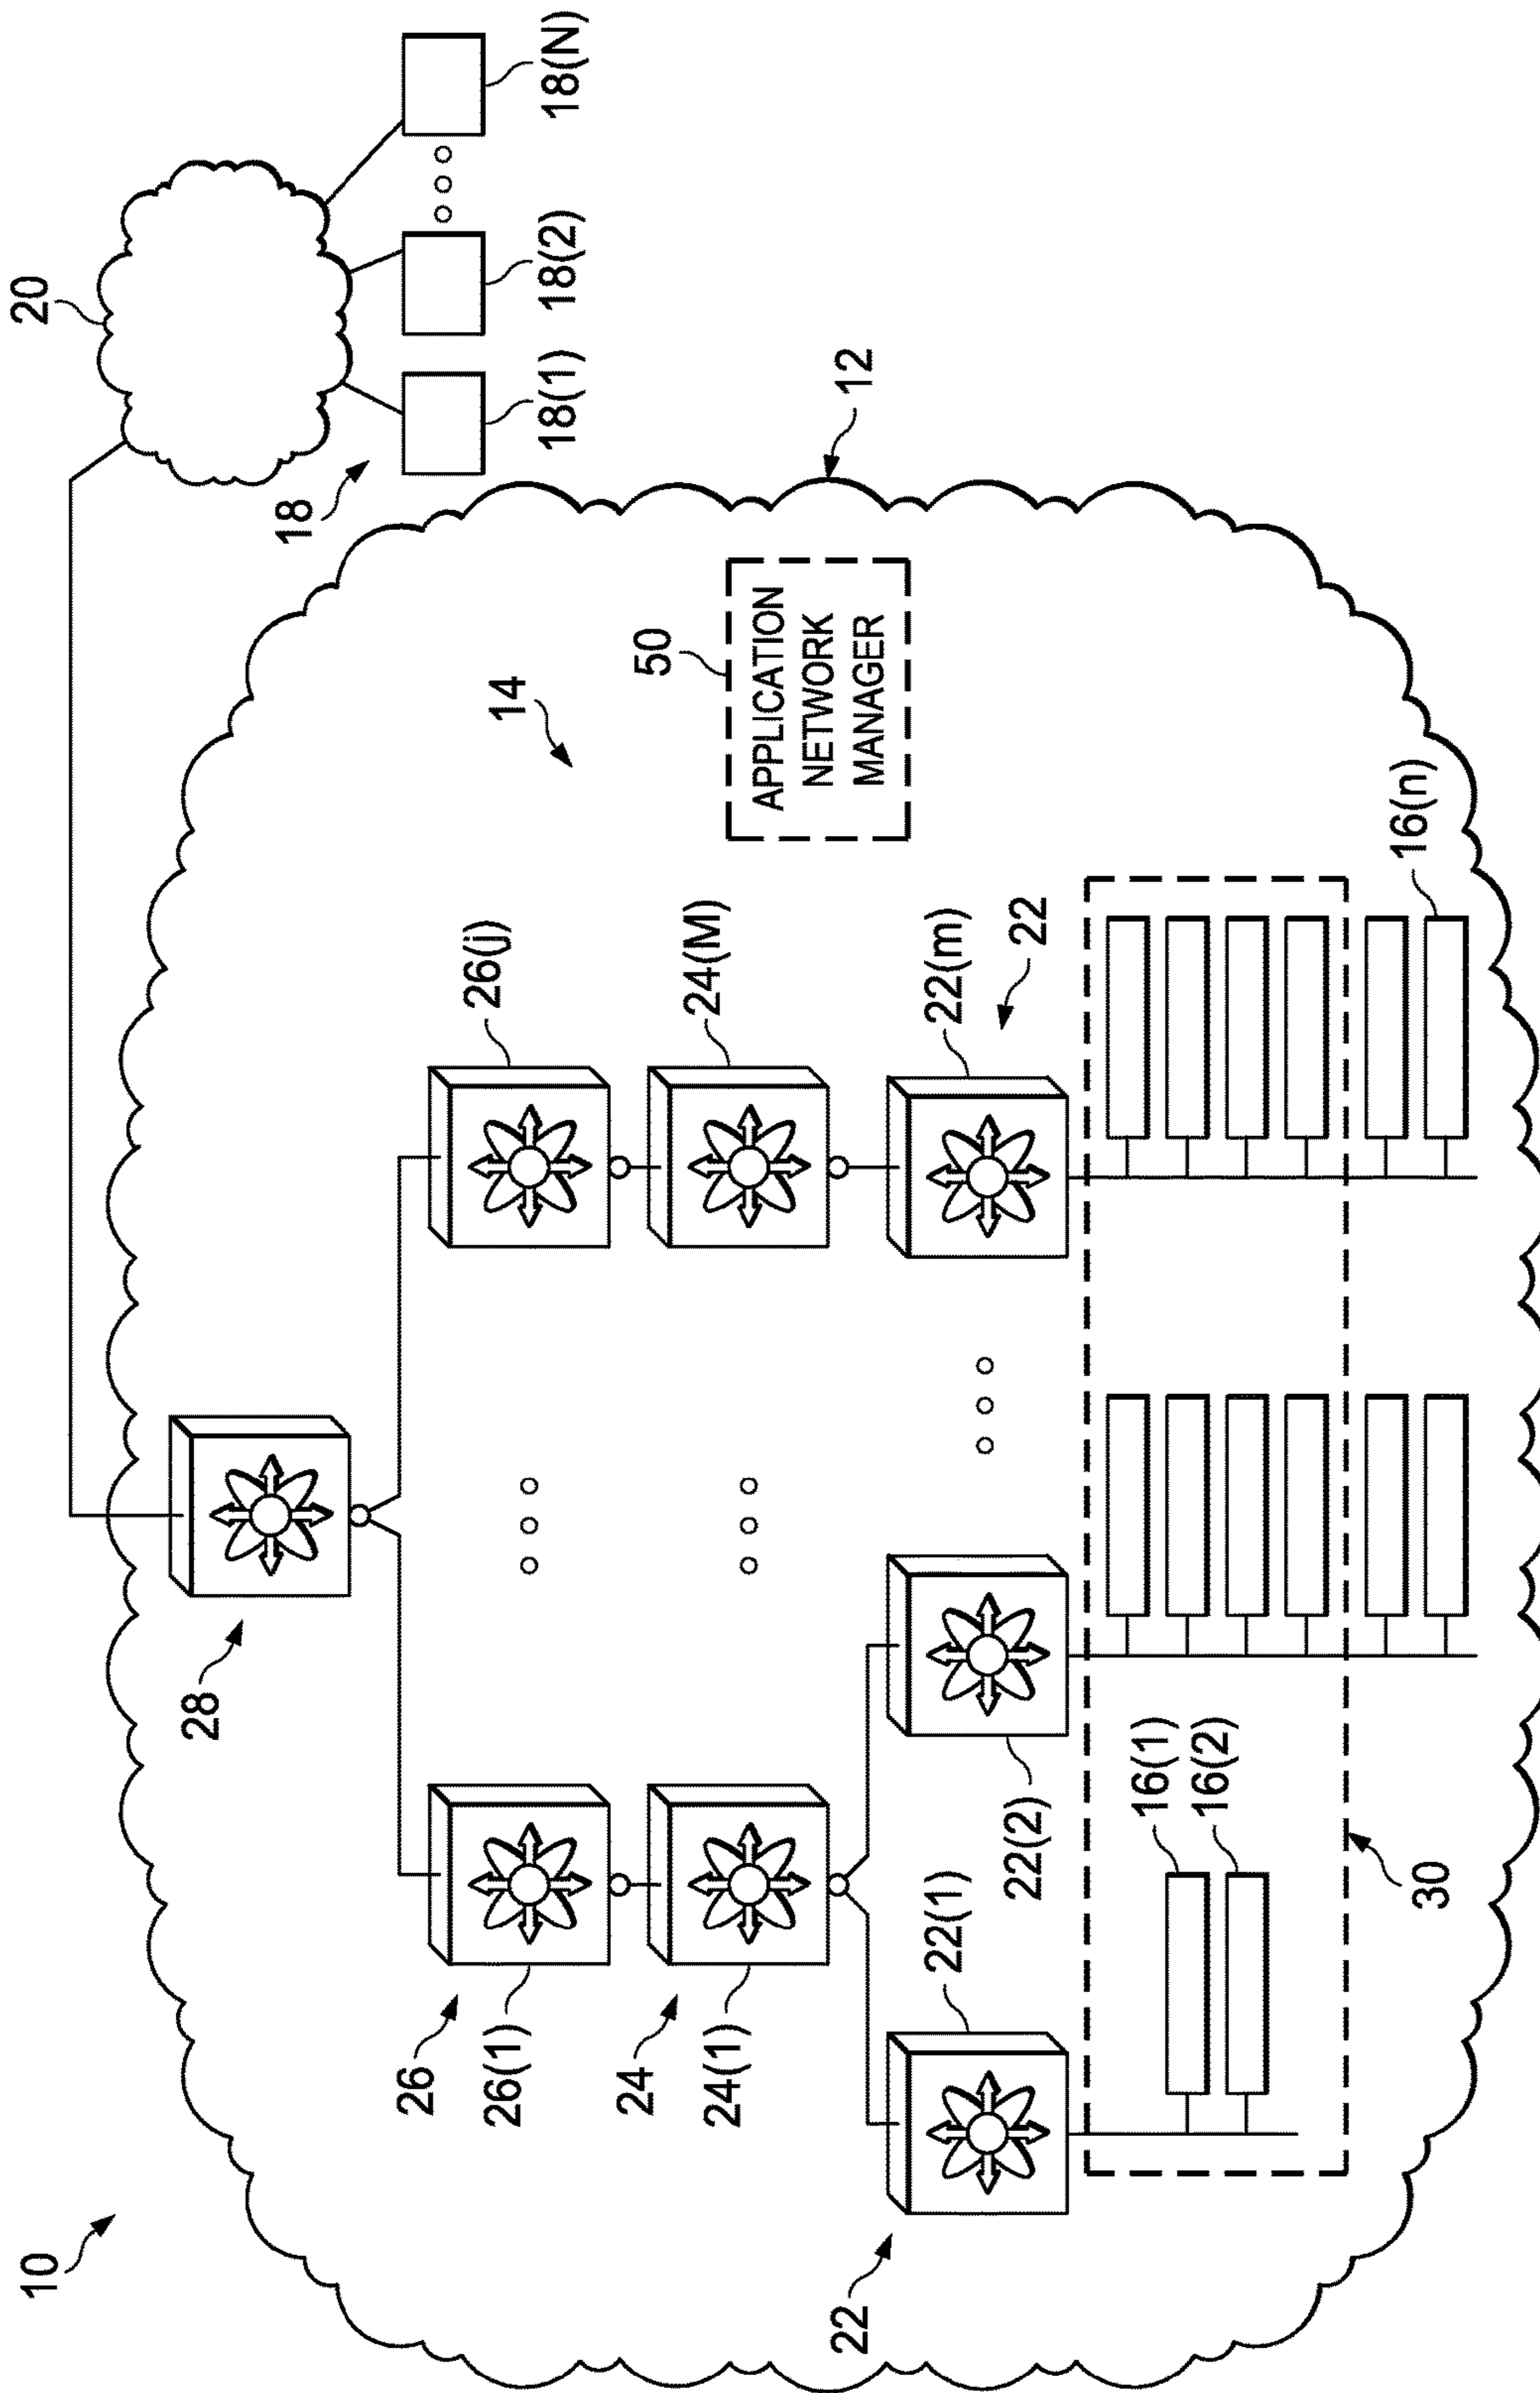 10
20
18
18(1)
18(2)
18(N)
12
28
14
50
APPLICATION
NETWORK
MANAGER
26
26(1)
26(j)
24
24(1)
24(M)
22
22(1)
22(2)
22(m)
22
16(1)
16(2)
16(n)
30